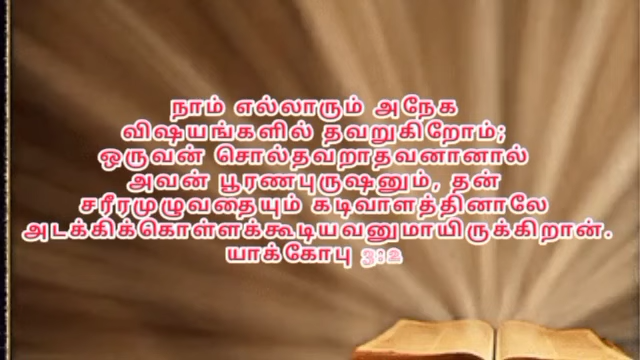 நாம் எல்லாரும் அநேக
விஷயங்களில் தவறுகிறோம்;
ஒருவன் சொல்தவறாதவனானால்
அவன் பூரணபுருஷனும், தன்
சரீரமுழுவதையும் கடிவாளத்தினாலே
அடக்கிக்கொள்ளக்கூடியவனுமாயிருக்கிறான்.
யாக்கோபு 3:2